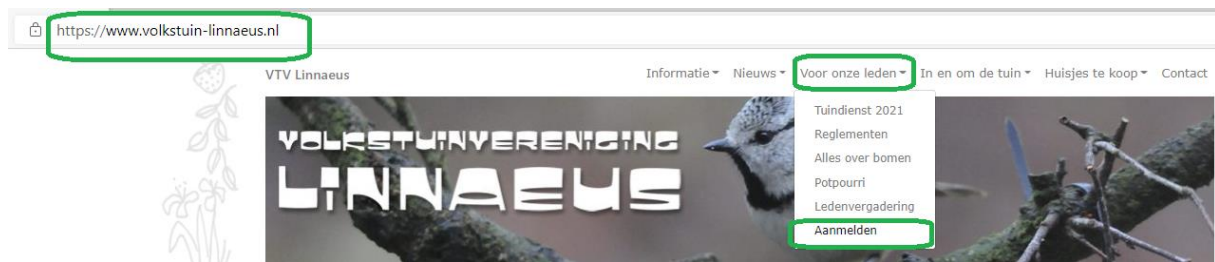 https://www.volkstuin-linnaeus.nl
VTV Linnaeus
Informatie Nieuws Voor onze leden In en om de tuin Huisjes te koop Contact
VOLKSTUINVERENIGING
LINNAEUS
Tuindienst 2021
Reglementen
Alles over bomen
Potpourri
Ledenvergadering
Aanmelden